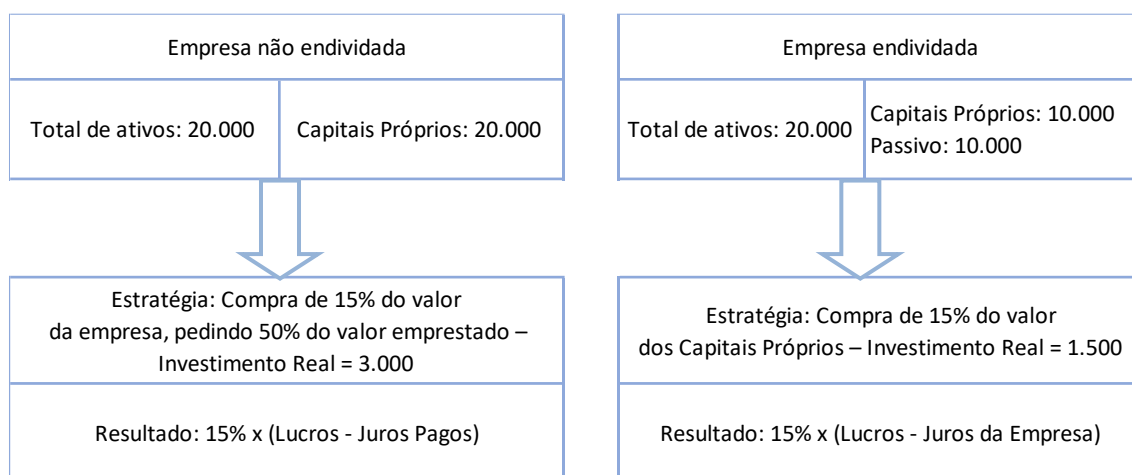 Empresa não endividada
Total de ativos: 20.000
Capitais Próprios: 20.000
Estratégia: Compra de 15% do valor
da empresa, pedindo 50% do valor emprestado –
Investimento Real = 3.000
Resultado: 15% x (Lucros - Juros Pagos)
Empresa endividada
Total de ativos: 20.000
Capitais Próprios: 10.000
Passivo: 10.000
Estratégia: Compra de 15% do valor
dos Capitais Próprios – Investimento Real = 1.500
Resultado: 15% x (Lucros - Juros da Empresa)